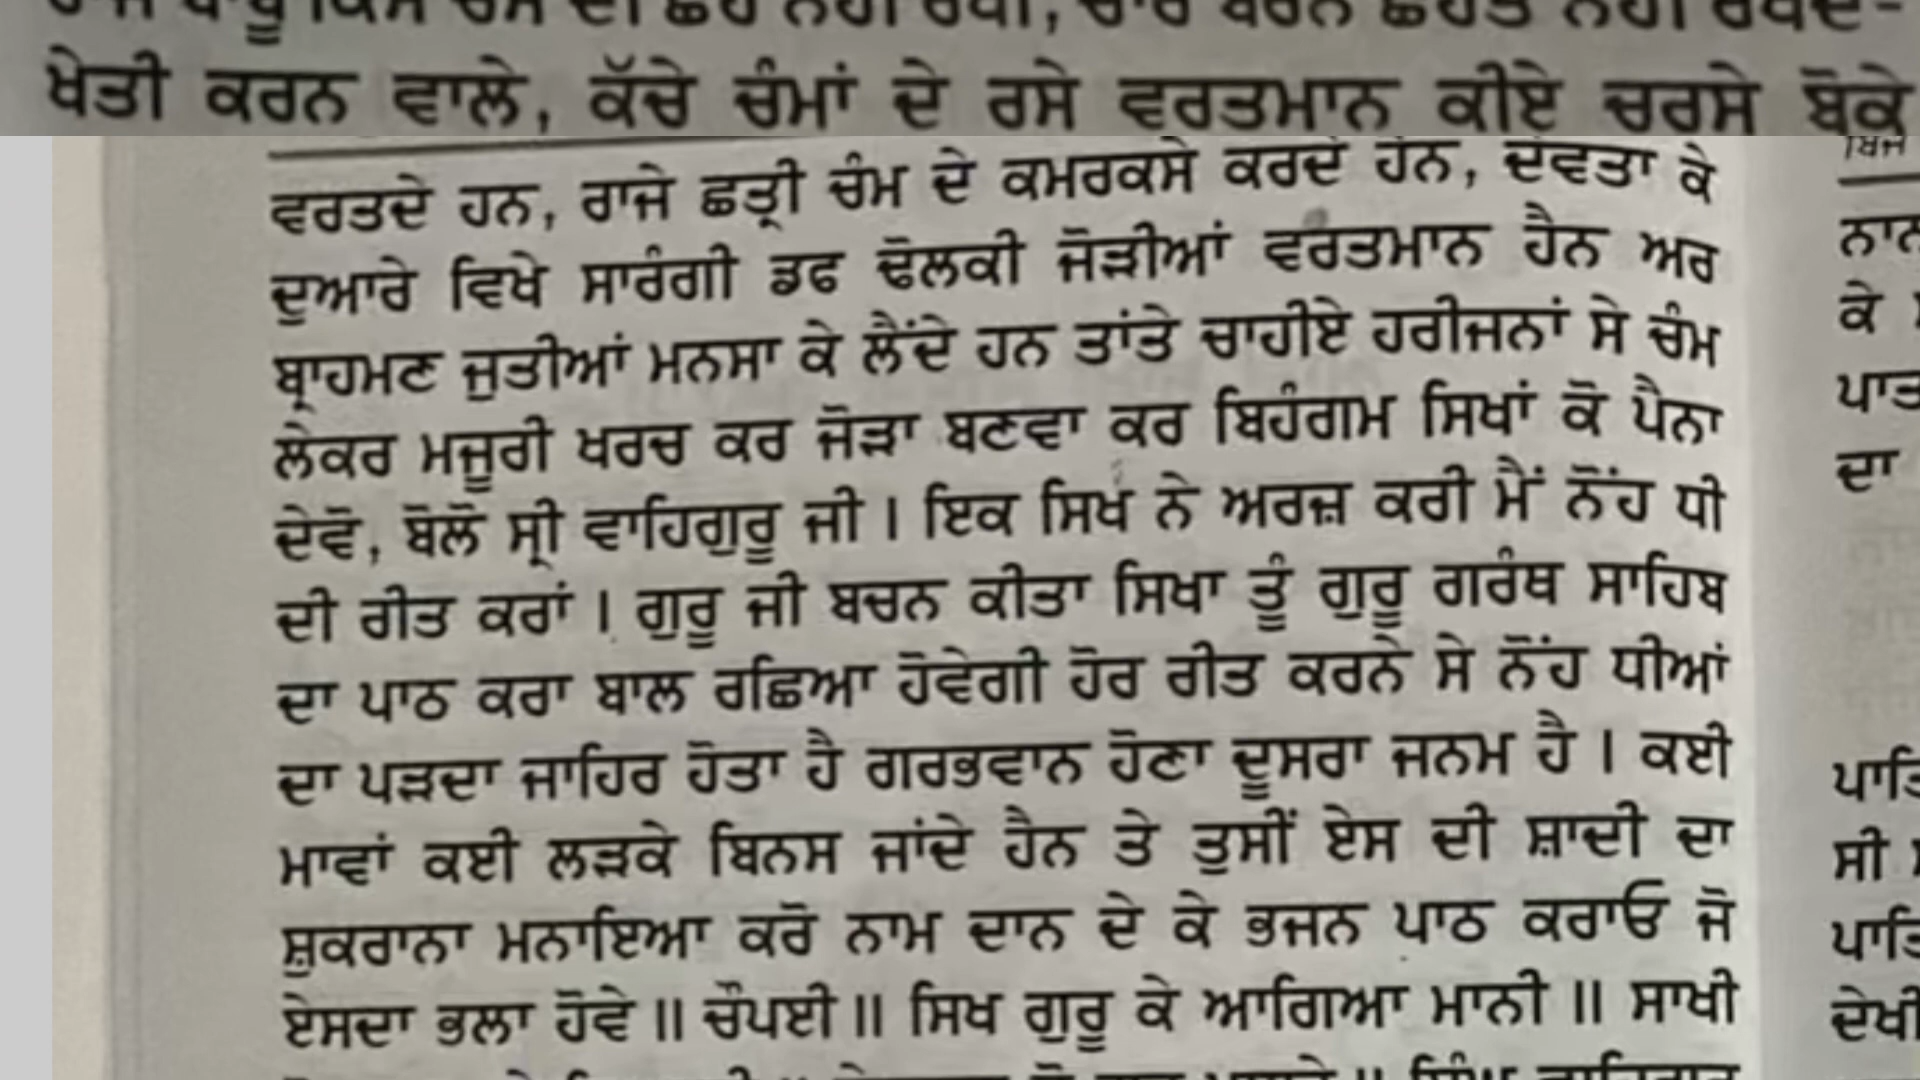 ਖੇਤੀ ਕਰਨ ਵਾਲੇ, ਕੱਚੇ ਚੰਮਾਂ ਦੇ ਰਸੇ ਵਰਤਮਾਨ ਕੀਏ ਚਰਸੇ ਬੋਕੇ
ਵਰਤਦੇ ਹਨ, ਰਾਜੇ ਛਤ੍ਰੀ ਚੰਮ ਦੇ ਕਮਰਕਸੇ ਕਰਦੇ ਹਨ, ਦੇਵਤਾ ਕੇ
ਦੁਆਰੇ ਵਿਖੇ ਸਾਰੰਗੀ ਡਫ ਢੋਲਕੀ ਜੋੜੀਆਂ ਵਰਤਮਾਨ ਹੈਨ ਅਰ
ਬ੍ਰਾਹਮਣ ਜੁਤੀਆਂ ਮਨਸਾ ਕੇ ਲੈਂਦੇ ਹਨ ਤਾਂਤੇ ਚਾਹੀਏ ਹਰੀਜਨਾਂ ਸੇ ਚੰਮ
ਲੇਕਰ ਮਜੂਰੀ ਖਰਚ ਕਰ ਜੋੜਾ ਬਣਵਾ ਕਰ ਬਿਹੰਗਮ ਸਿਖਾਂ ਕੋ ਪੈਨਾ
ਦੇਵੋ, ਬੋਲੋ ਸ੍ਰੀ ਵਾਹਿਗੁਰੂ ਜੀ। ਇਕ ਸਿਖ ਨੇ ਅਰਜ਼ ਕਰੀ ਮੈਂ ਨੋਂਹ ਧੀ
ਦੀ ਰੀਤ ਕਰਾਂ। ਗੁਰੂ ਜੀ ਬਚਨ ਕੀਤਾ ਸਿਖਾ ਤੂੰ ਗੁਰੂ ਗਰੰਥ ਸਾਹਿਬ
ਦਾ ਪਾਠ ਕਰਾ ਬਾਲ ਰਛਿਆ ਹੋਵੇਗੀ ਹੋਰ ਰੀਤ ਕਰਨੇ ਸੇ ਨੋਂਹ ਧੀਆਂ
ਦਾ ਪੜਦਾ ਜਾਹਿਰ ਹੋਤਾ ਹੈ ਗਰਭਵਾਨ ਹੋਣਾ ਦੂਸਰਾ ਜਨਮ ਹੈ। ਕਈ
ਮਾਵਾਂ ਕਈ ਲੜਕੇ ਬਿਨਸ ਜਾਂਦੇ ਹੈਨ ਤੇ ਤੁਸੀਂ ਏਸ ਦੀ ਸ਼ਾਦੀ ਦਾ
ਸ਼ੁਕਰਾਨਾ ਮਨਾਇਆ ਕਰੋ ਨਾਮ ਦਾਨ ਦੇ ਕੇ ਭਜਨ ਪਾਠ ਕਰਾਓ ਜੋ
ਏਸਦਾ ਭਲਾ ਹੋਵੇ॥ ਚੌਪਈ॥ ਸਿਖ ਗੁਰੂ ਕੇ ਆਗਿਆ ਮਾਨੀ॥ ਸਾਖੀ
ਕੇ
ਦਾ
ਸੀ